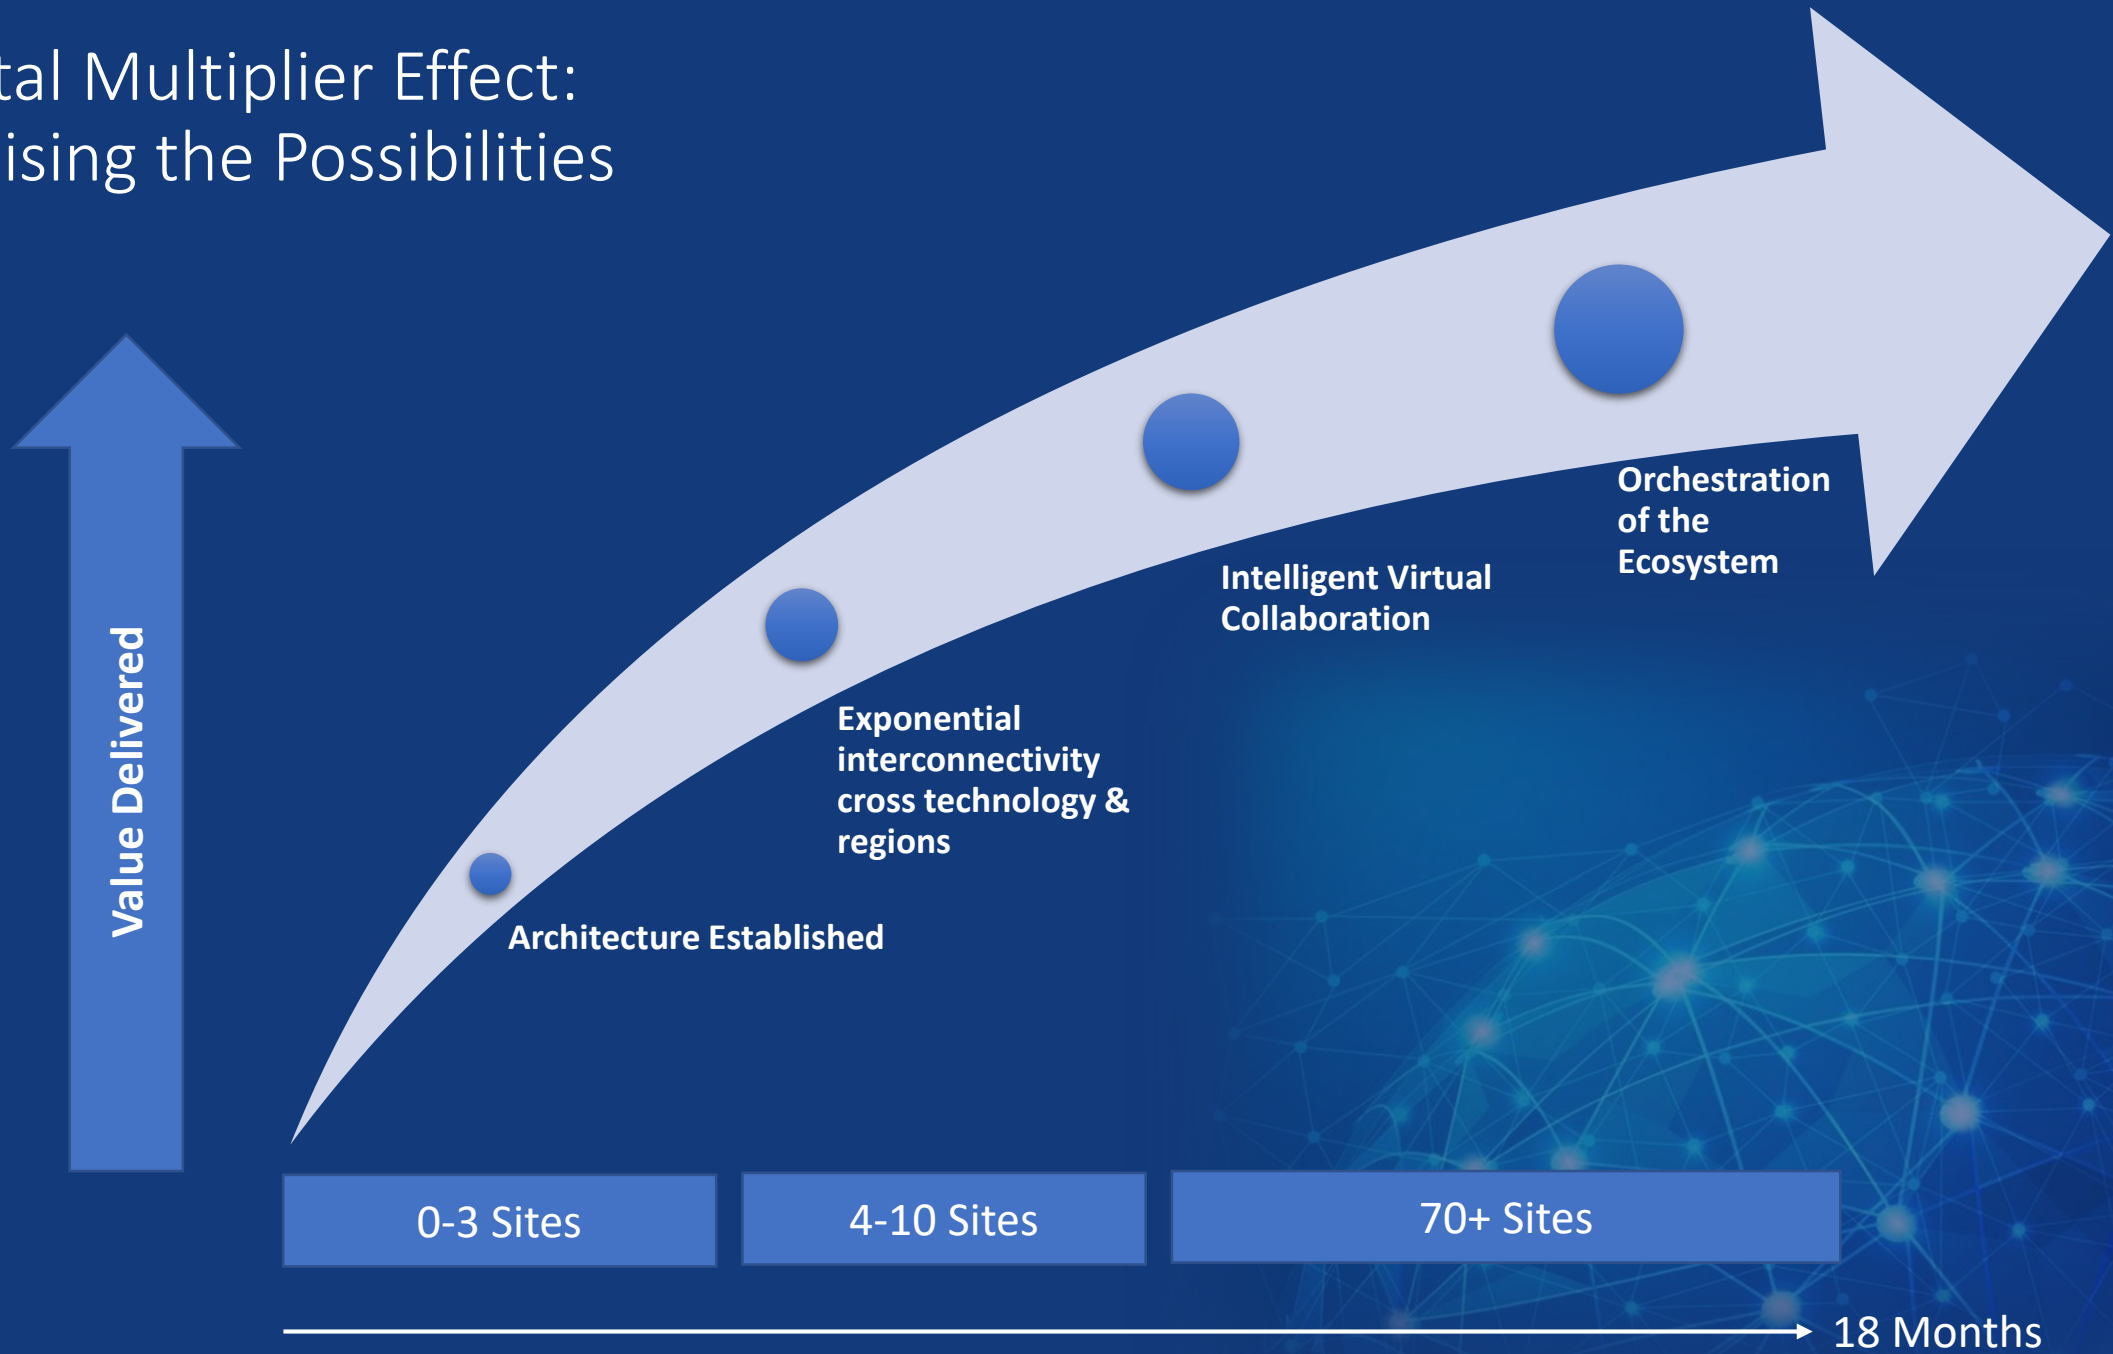 tal Multiplier Effect:
ising the Possibilities
Value Delivered
Orchestration
of the
Ecosystem
Intelligent Virtual
Collaboration
Exponential
interconnectivity
cross technology &
regions
Architecture Established
0-3 Sites
4-10 Sites
70+ Sites
18 Months